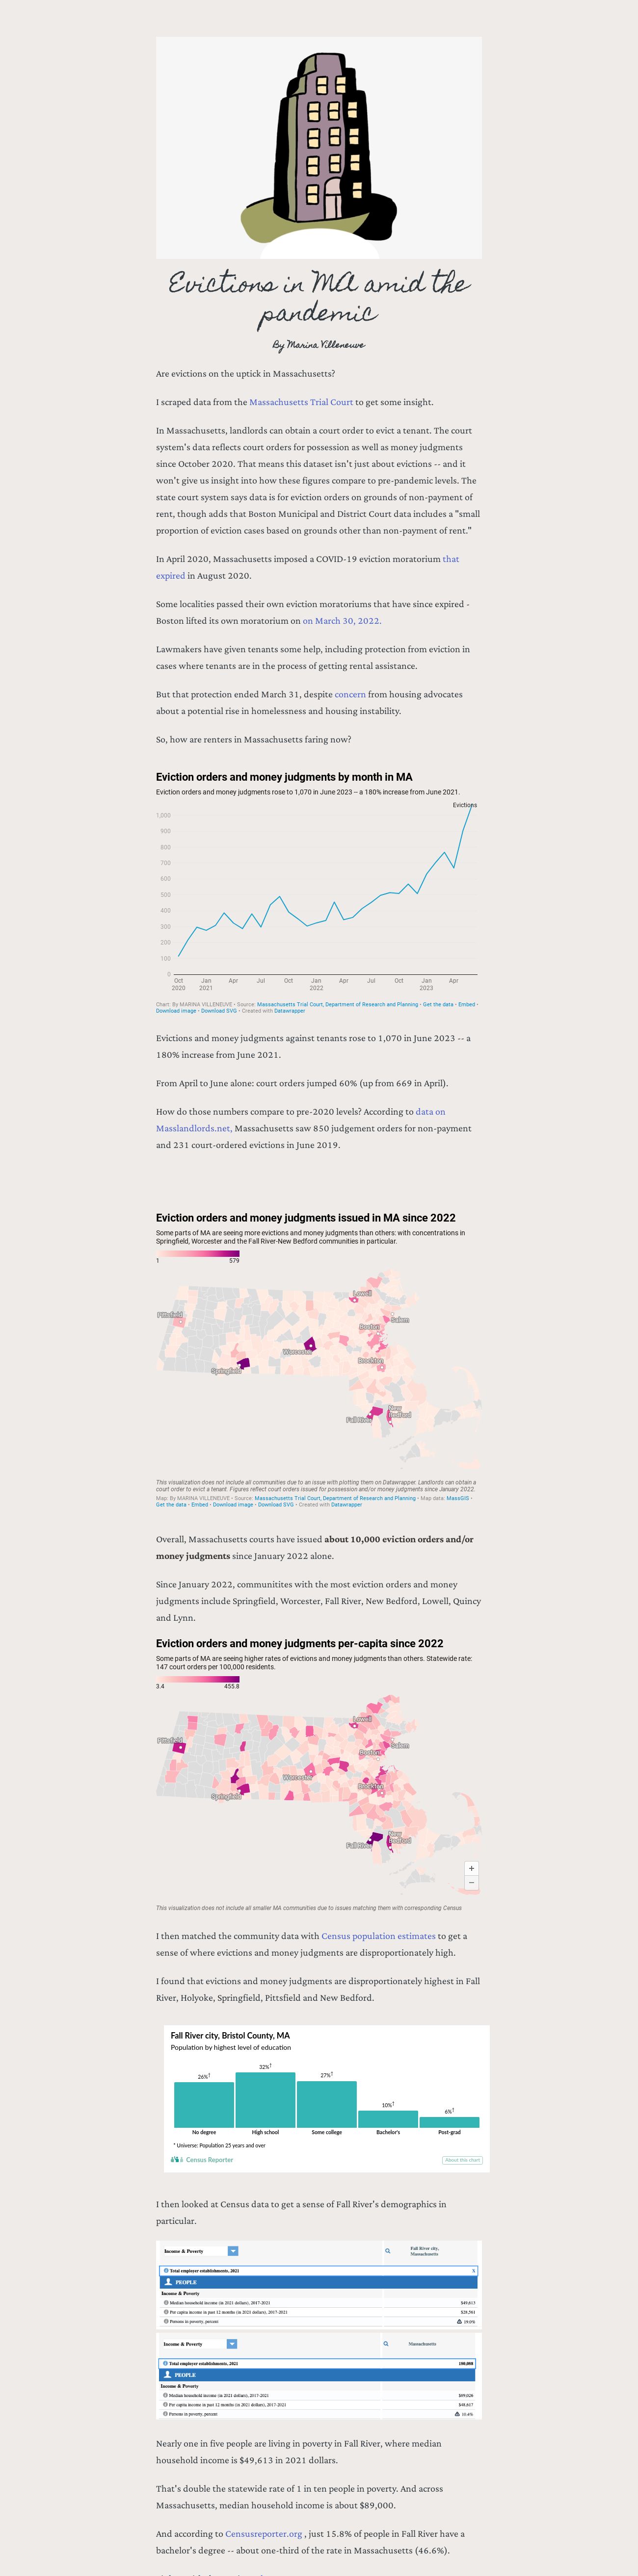 Evictions in MA amid the
pandemic
By Marina Villeneuve
Are evictions on the uptick in Massachusetts?
I scraped data from the Massachusetts Trial Court to get some insight.
In Massachusetts, landlords can obtain a court order to evict a tenant. The court
system's data reflects court orders for possession as well as money judgments
since October 2020. That means this dataset isn't just about evictions -- and it
won't give us insight into how these figures compare to pre-pandemic levels. The
state court system says data is for eviction orders on grounds of non-payment of
rent, though adds that Boston Municipal and District Court data includes a "small
proportion of eviction cases based on grounds other than non-payment of rent."
In April 2020, Massachusetts imposed a COVID-19 eviction moratorium that
expired in August 2020.
Some localities passed their own eviction moratoriums that have since expired -
Boston lifted its own moratorium on on March 30, 2022.
Lawmakers have given tenants some help, including protection from eviction in
cases where tenants are in the process of getting rental assistance.
But that protection ended March 31, despite concern from housing advocates
about a potential rise in homelessness and housing instability.
So, how are renters in Massachusetts faring now?
Eviction orders and money judgments by month in MA
Eviction orders and money judgments rose to 1,070 in June 2023 -- a 180% increase from June 2021.
Evictions
1,000
900
800
700
600
500
400
300
200
100
0
Oct Jan Apr Jul Oct Jan Apr Jul Oct Jan Apr
2020 2021 2022 2023
Chart: By MARINA VILLENEUVE • Source: Massachusetts Trial Court, Department of Research and Planning • Get the data • Embed •
Download image • Download SVG • Created with Datawrapper
Evictions and money judgments against tenants rose to 1,070 in June 2023 -- a
180% increase from June 2021.
From April to June alone: court orders jumped 60% (up from 669 in April).
How do those numbers compare to pre-2020 levels? According to data on
Masslandlords.net, Massachusetts saw 850 judgement orders for non-payment
and 231 court-ordered evictions in June 2019.
Eviction orders and money judgments issued in MA since 2022
Some parts of MA are seeing more evictions and money judgments than others: with concentrations in
Springfield, Worcester and the Fall River-New Bedford communities in particular.
1 579
Lowell
Pittsfield
Salem
Boston
Worcester
Brockton
Springfield
New
Bedford
Fall River
This visualization does not include all communities due to an issue with plotting them on Datawrapper. Landlords can obtain a
court order to evict a tenant. Figures reflect court orders issued for possession and/or money judgments since January 2022.
Map: By MARINA VILLENEUVE • Source: Massachusetts Trial Court, Department of Research and Planning • Map data: MassGIS •
Get the data • Embed • Download image • Download SVG • Created with Datawrapper
Overall, Massachusetts courts have issued about 10,000 eviction orders and/or
money judgments since January 2022 alone.
Since January 2022, communitites with the most eviction orders and money
judgments include Springfield, Worcester, Fall River, New Bedford, Lowell, Quincy
and Lynn.
Eviction orders and money judgments per-capita since 2022
Some parts of MA are seeing higher rates of evictions and money judgments than others. Statewide rate:
147 court orders per 100,000 residents.
3.4 455.8
Lowell
Pittsfield
Salem
Boston
Worcester
Brockton
Springfield
New
Bedford
Fall River
+
−
This visualization does not include all smaller MA communities due to issues matching them with corresponding Census
I then matched the community data with Census population estimates to get a
sense of where evictions and money judgments are disproportionately high.
I found that evictions and money judgments are disproportionately highest in Fall
River, Holyoke, Springfield, Pittsfield and New Bedford.
Fall River city, Bristol County, MA
Population by highest level of education
26%† 32%† 27%† 10%† 6%†
No degree High school Some college Bachelor's Post-grad
† Universe: Population 25 years and over
Census Reporter About this chart
I then looked at Census data to get a sense of Fall River's demographics in
particular.
Income & Poverty Fall River city,
Massachusetts
Total employer establishments, 2021 X
PEOPLE
Income & Poverty
Median household income (in 2021 dollars), 2017-2021 $49,613
Per capita income in past 12 months (in 2021 dollars), 2017-2021
Persons in poverty, percent
Income & Poverty Massachusetts
Total employer establishments, 2021
PEOPLE
Income & Poverty
Median household income (in 2021 dollars), 2017-2021
Per capita income in past 12 months (in 2021 dollars), 2017-2021
Persons in poverty, percent 10.4%
Nearly one in five people are living in poverty in Fall River, where median
household income is $49,613 in 2021 dollars.
That's double the statewide rate of 1 in ten people in poverty. And across
Massachusetts, median household income is about $89,000.
And according to Censusreporter.org , just 15.8% of people in Fall River have a
bachelor's degree -- about one-third of the rate in Massachusetts (46.6%).